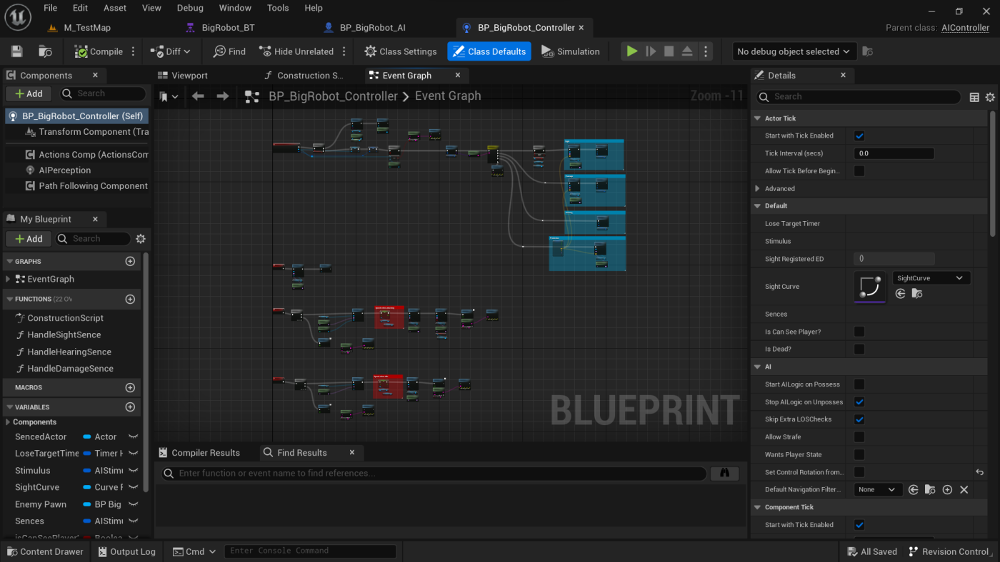 File Edit Asset View Debug Window Tools Help
M_TestMap BigRobot_BT BP_BigRobot_AI BP_BigRobot_Controller
Parent class: AIController
Compile Diff Find Hide Unrelated Class Settings Class Defaults Simulation No debug object selected
Components
Add Search
BP_BigRobot_Controller (Self)
Transform Component (Tra
Actions Comp (ActionsCom
AIPerception
Path Following Component
My Blueprint
Add Search
GRAPHS
EventGraph
FUNCTIONS (22 OV
ConstructionScript
HandleSightSence
HandleHearingSence
HandleDamageSence
MACROS
VARIABLES
Components
SencedActor Actor
LoseTargetTime Timer H
Stimulus AIStimu
SightCurve Curve F
Enemy Pawn BP Big
Sences AIStimu
isCanSeePlayer? Boolea
Viewport Construction S... Event Graph
BP_BigRobot_Controller > Event Graph
Zoom -11
BLUEPRINT
Compiler Results Find Results
Enter function or event name to find references...
Details
Search
Actor Tick
Start with Tick Enabled
Tick Interval (secs) 0.0
Allow Tick Before Begin...
Advanced
Default
Lose Target Timer
Stimulus
Sight Registered ED 0
Sight Curve SightCurve
Sences
Is Can See Player?
Is Dead?
AI
Start AILogic on Possess
Stop AILogic on Unposses
Skip Extra LOSChecks
Allow Strafe
Wants Player State
Set Control Rotation from...
Default Navigation Filter... None
Component Tick
Start with Tick Enabled
Content Drawer Output Log Cmd Enter Console Command All Saved Revision Control